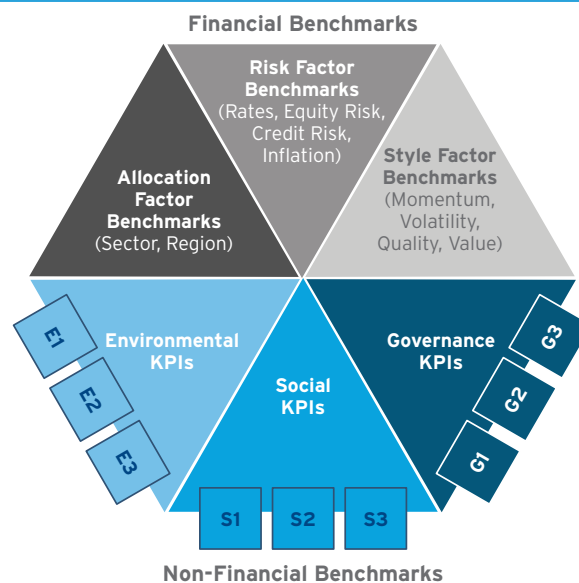 Financial Benchmarks
Risk Factor
Benchmarks
(Rates, Equity Risk,
Credit Risk,
Inflation)
Allocation
Factor
Benchmarks
(Sector, Region)
Style Factor
Benchmarks
(Momentum,
Volatility,
Quality, Value)
Environmental
KPIs
Social
KPIs
Governance
KPIs
E1
E2
E3
S1
S2
S3
G1
G2
G3
Non-Financial Benchmarks